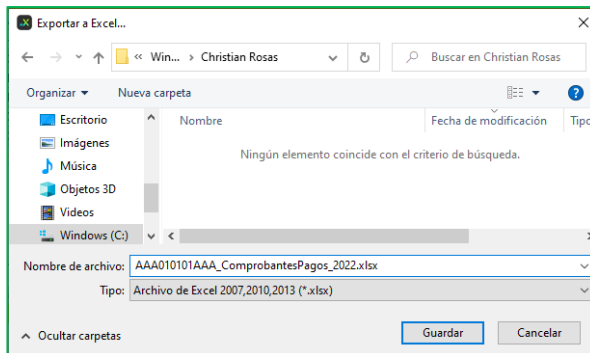 Exportar a Excel...
« Win... › Christian Rosas
Buscar en Christian Rosas
Organizar
Nueva carpeta
?
Escritorio
Imágenes
Música
Objetos 3D
Videos
Windows (C:)
Nombre
Fecha de modificación
Tipo
Ningún elemento coincide con el criterio de búsqueda.
Nombre de archivo: AAA010101AAA_ComprobantesPagos_2022.xlsx
Tipo: Archivo de Excel 2007,2010,2013 (*.xlsx)
Ocultar carpetas
Guardar
Cancelar